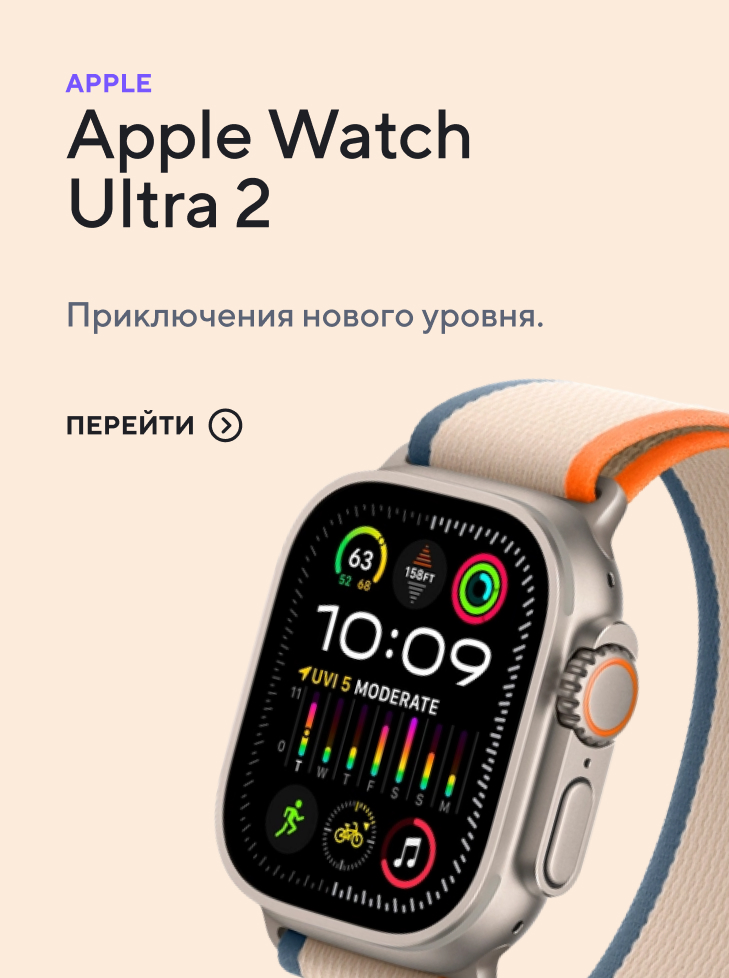 APPLE
Apple Watch
Ultra 2
Приключения нового уровня.
ПЕРЕЙТИ
63
52 68
158FT
10:09
UVI 5 MODERATE
11
0
T W T F S S M